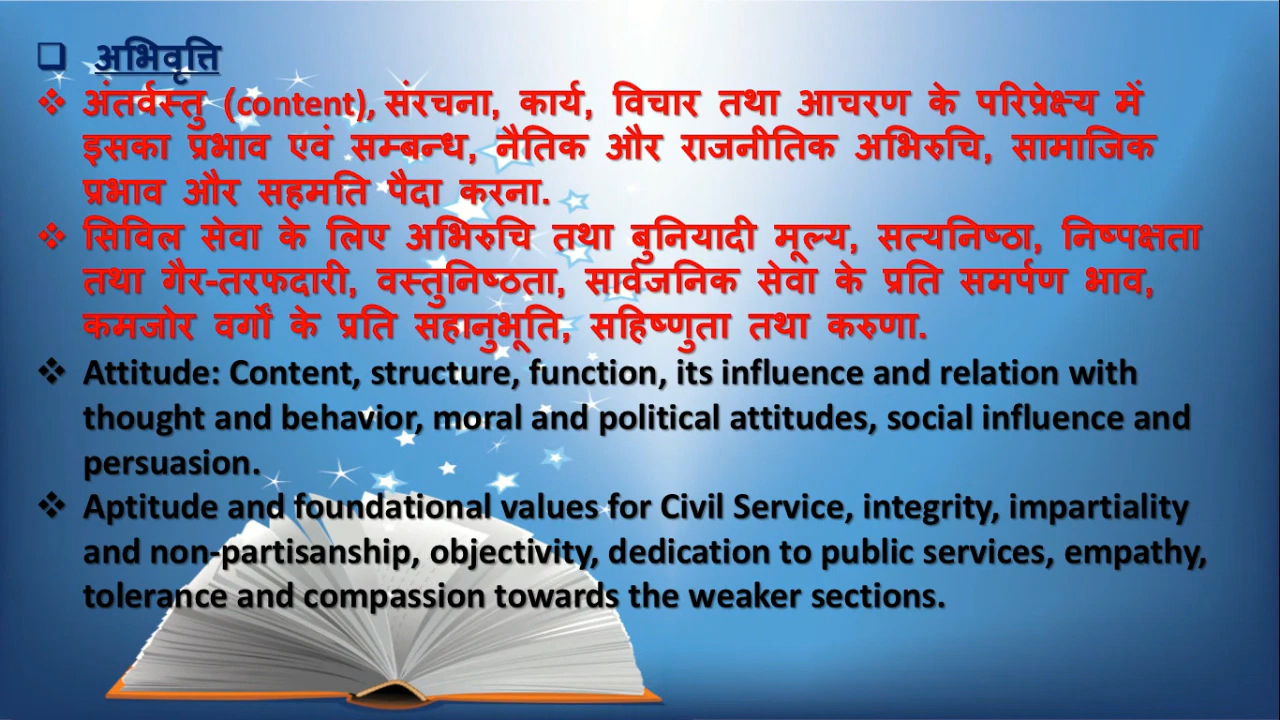 अभिवृत्ति
अंतर्वस्तु (content), संरचना, कार्य, विचार तथा आचरण के परिप्रेक्ष्य में
इसका प्रभाव एवं सम्बन्ध, नैतिक और राजनीतिक अभिरुचि, सामाजिक
प्रभाव और सहमति पैदा करना.
सिविल सेवा के लिए अभिरुचि तथा बुनियादी मूल्य, सत्यनिष्ठा, निष्पक्षता
तथा गैर-तरफदारी, वस्तुनिष्ठता, सार्वजनिक सेवा के प्रति समर्पण भाव,
कमजोर वर्गों के प्रति सहानुभूति, सहिष्णुता तथा करुणा.
Attitude: Content, structure, function, its influence and relation with
thought and behavior, moral and political attitudes, social influence and
persuasion.
Aptitude and foundational values for Civil Service, integrity, impartiality
and non-partisanship, objectivity, dedication to public services, empathy,
tolerance and compassion towards the weaker sections.